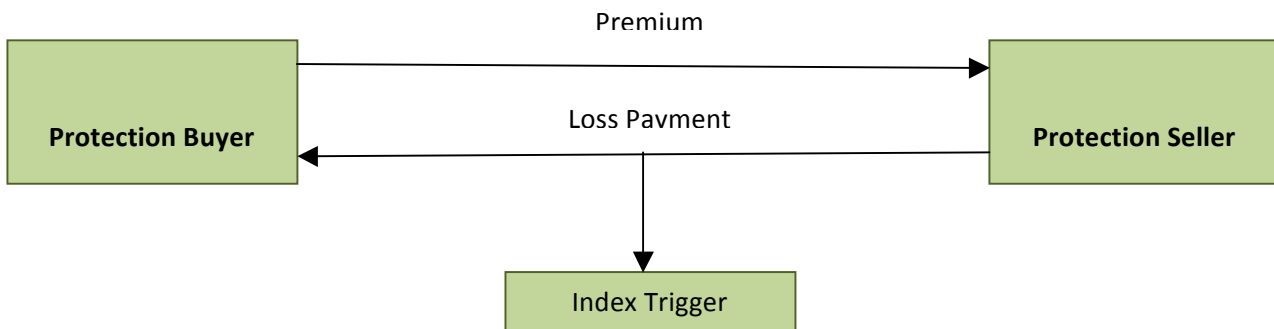 Premium
Protection Buyer
Loss Payment
Protection Seller
Index Trigger